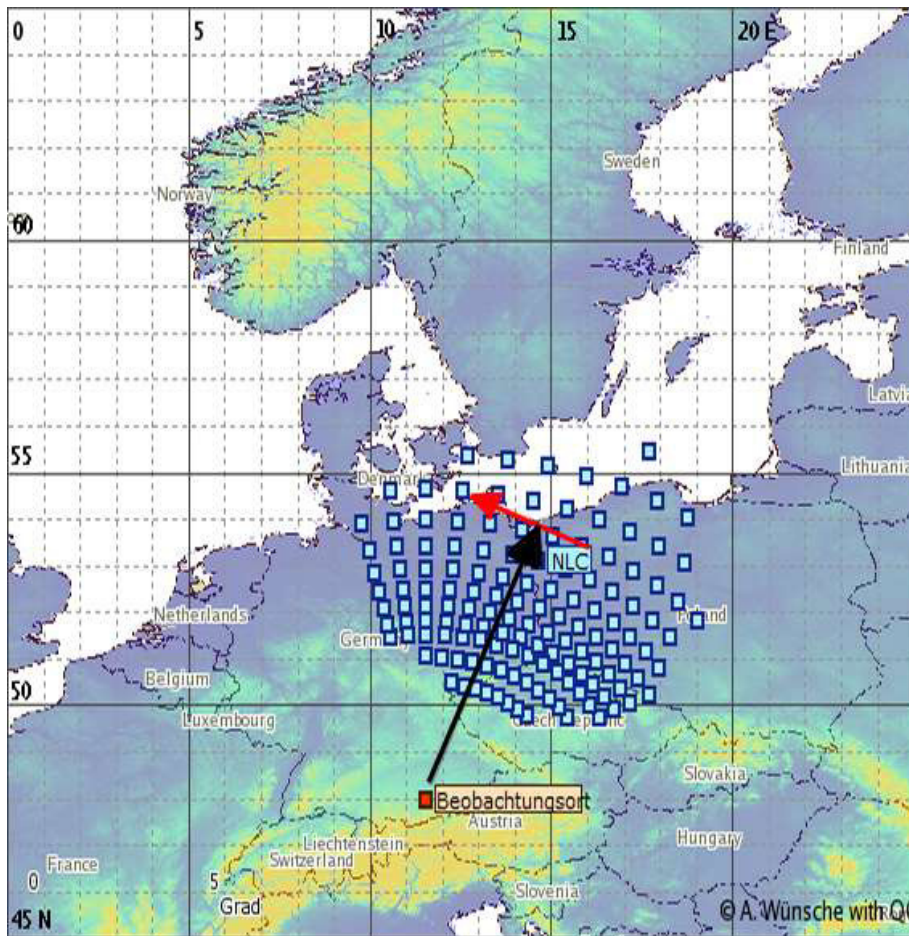 0 5 10 15 20 E
Sweden
Norway
60
Finland
Latvia
55
Denmark
Lithuania
NLC
Netherlands
Poland
Germany
Belgium
50
Luxembourg
Czech Republic
Slovakia
Beobachtungsort
Austria
Liechtenstein
Hungary
Switzerland
France
0 5
Slovenia
Grad
45 N
© A. Wünsche with